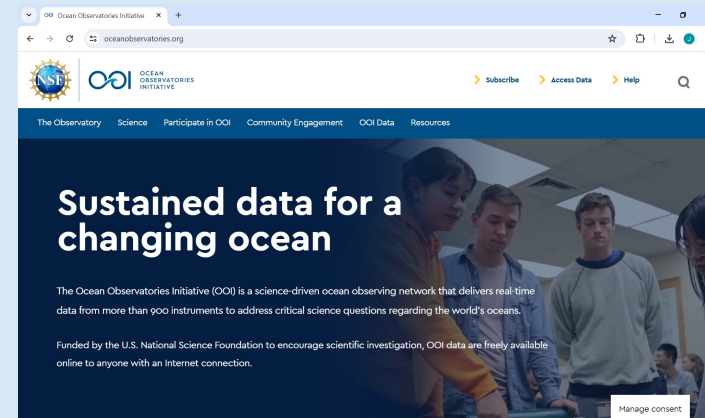 OOI Ocean Observatories Initiative
oceanobservatories.org
J
NSF
OOI OCEAN
OBSERVATORIES
INITIATIVE
Subscribe Access Data Help
The Observatory Science Participate in OOI Community Engagement OOI Data Resources
Sustained data for a
changing ocean
The Ocean Observatories Initiative (OOI) is a science-driven ocean observing network that delivers real-time
data from more than 900 instruments to address critical science questions regarding the world's oceans.
Funded by the U.S. National Science Foundation to encourage scientific investigation, OOI data are freely available
online to anyone with an Internet connection.
Manage consent